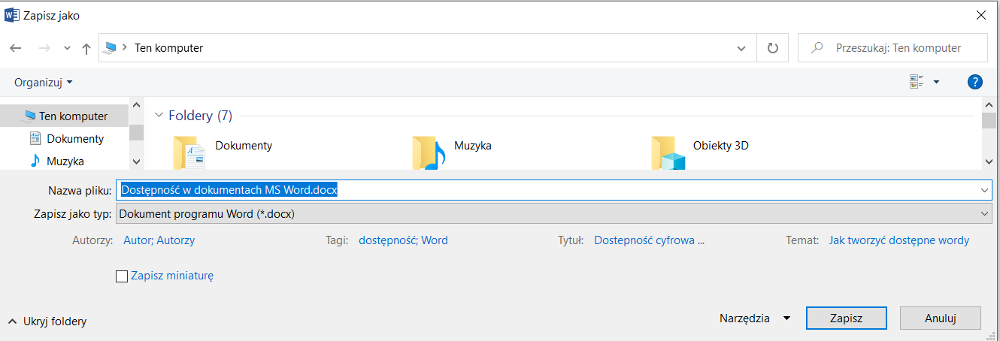 Zapisz jako
Ten komputer
Przeszukaj: Ten komputer
Organizuj
Ten komputer
Dokumenty
Muzyka
Foldery (7)
Dokumenty
Muzyka
Obiekty 3D
Nazwa pliku: Dostępność w dokumentach MS Word.docx
Zapisz jako typ: Dokument programu Word (*.docx)
Autorzy: Autor; Autorzy Tagi: dostępność; Word Tytuł: Dostepność cyfrowa ... Temat: Jak tworzyć dostępne wordy
Zapisz miniaturę
Ukryj foldery
Narzędzia Zapisz Anuluj